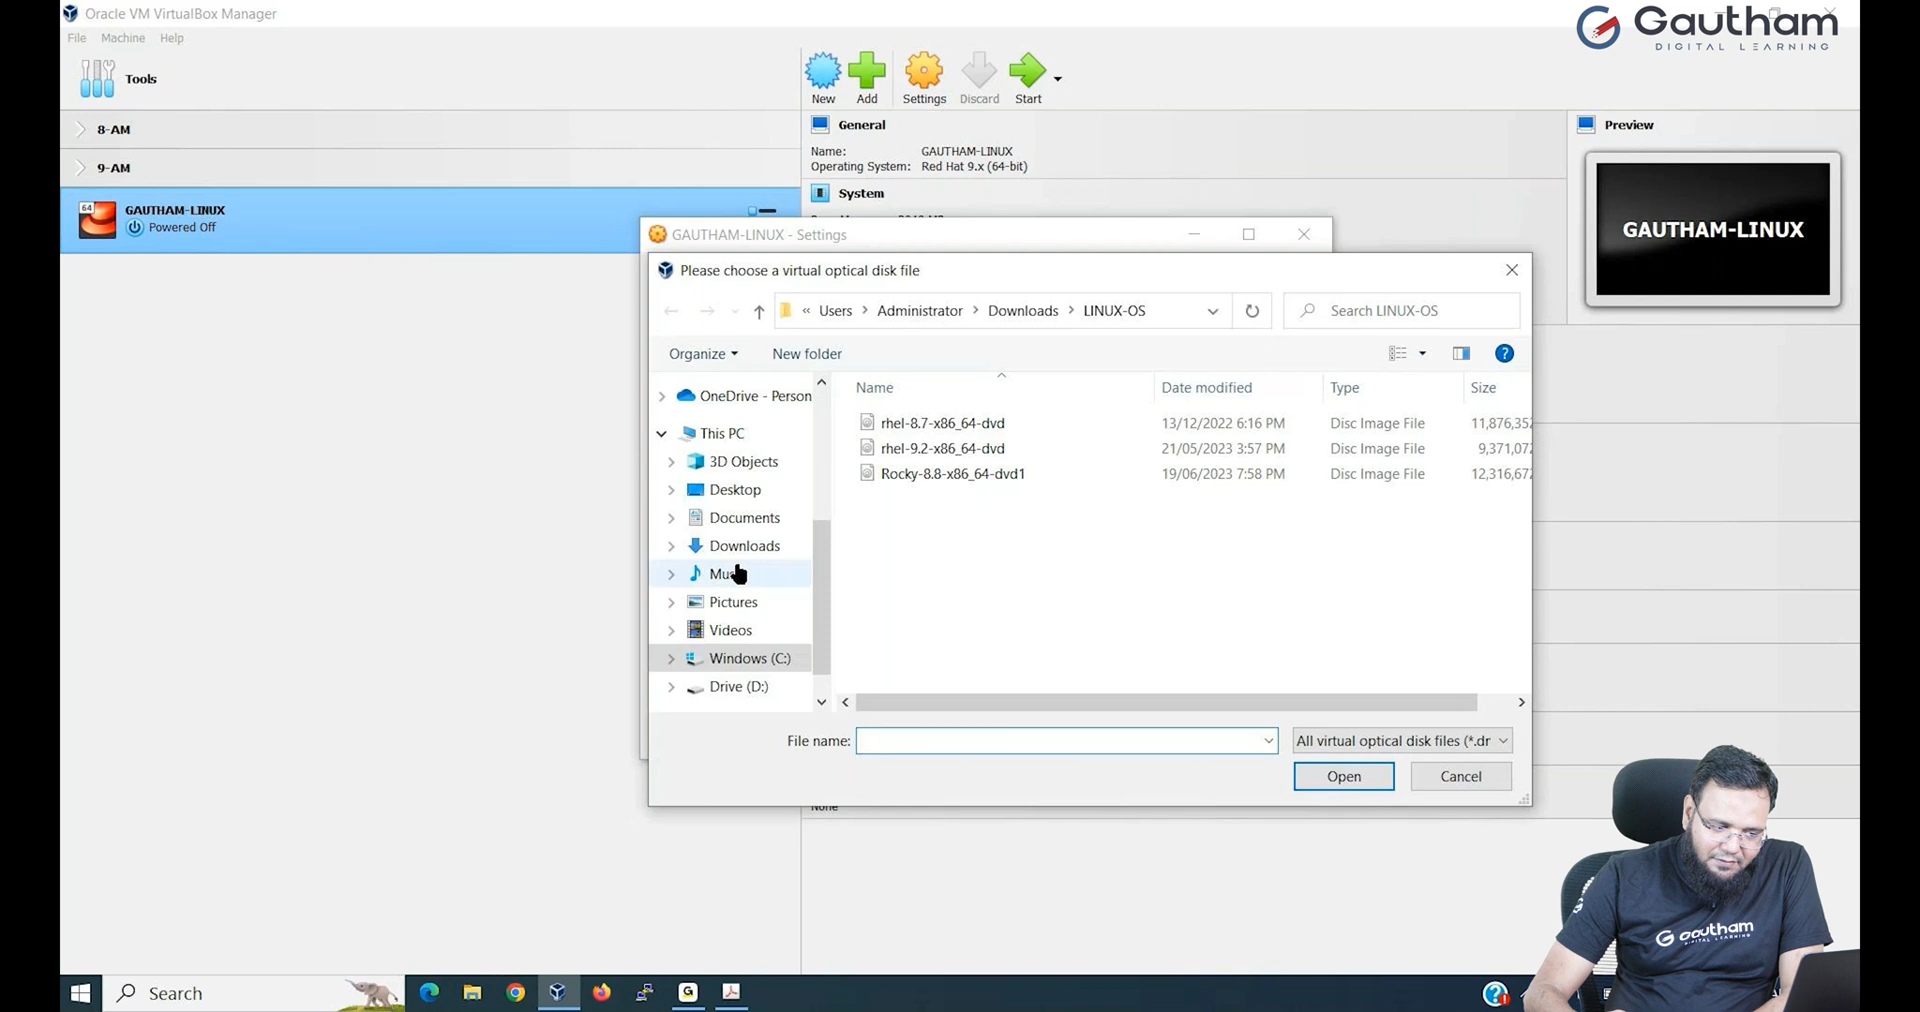 Oracle VM VirtualBox Manager
Gautham
DIGITAL LEARNING
File Machine Help
Tools
New Add Settings Discard Start
8-AM
9-AM
64
GAUTHAM-LINUX
Powered Off
General
Name: GAUTHAM-LINUX
Operating System: Red Hat 9.x (64-bit)
System
Preview
GAUTHAM-LINUX
GAUTHAM-LINUX - Settings
Please choose a virtual optical disk file
« Users > Administrator > Downloads > LINUX-OS
Search LINUX-OS
Organize New folder
Name Date modified Type Size
rhel-8.7-x86_64-dvd 13/12/2022 6:16 PM Disc Image File 11,876,352
rhel-9.2-x86_64-dvd 21/05/2023 3:57 PM Disc Image File 9,371,072
Rocky-8.8-x86_64-dvd1 19/06/2023 7:58 PM Disc Image File 12,316,672
OneDrive - Person
This PC
3D Objects
Desktop
Documents
Downloads
Pictures
Videos
Windows (C:)
Drive (D:)
File name:
All virtual optical disk files (*.dr
Open Cancel
None
Gautham
DIGITAL LEARNING
Search